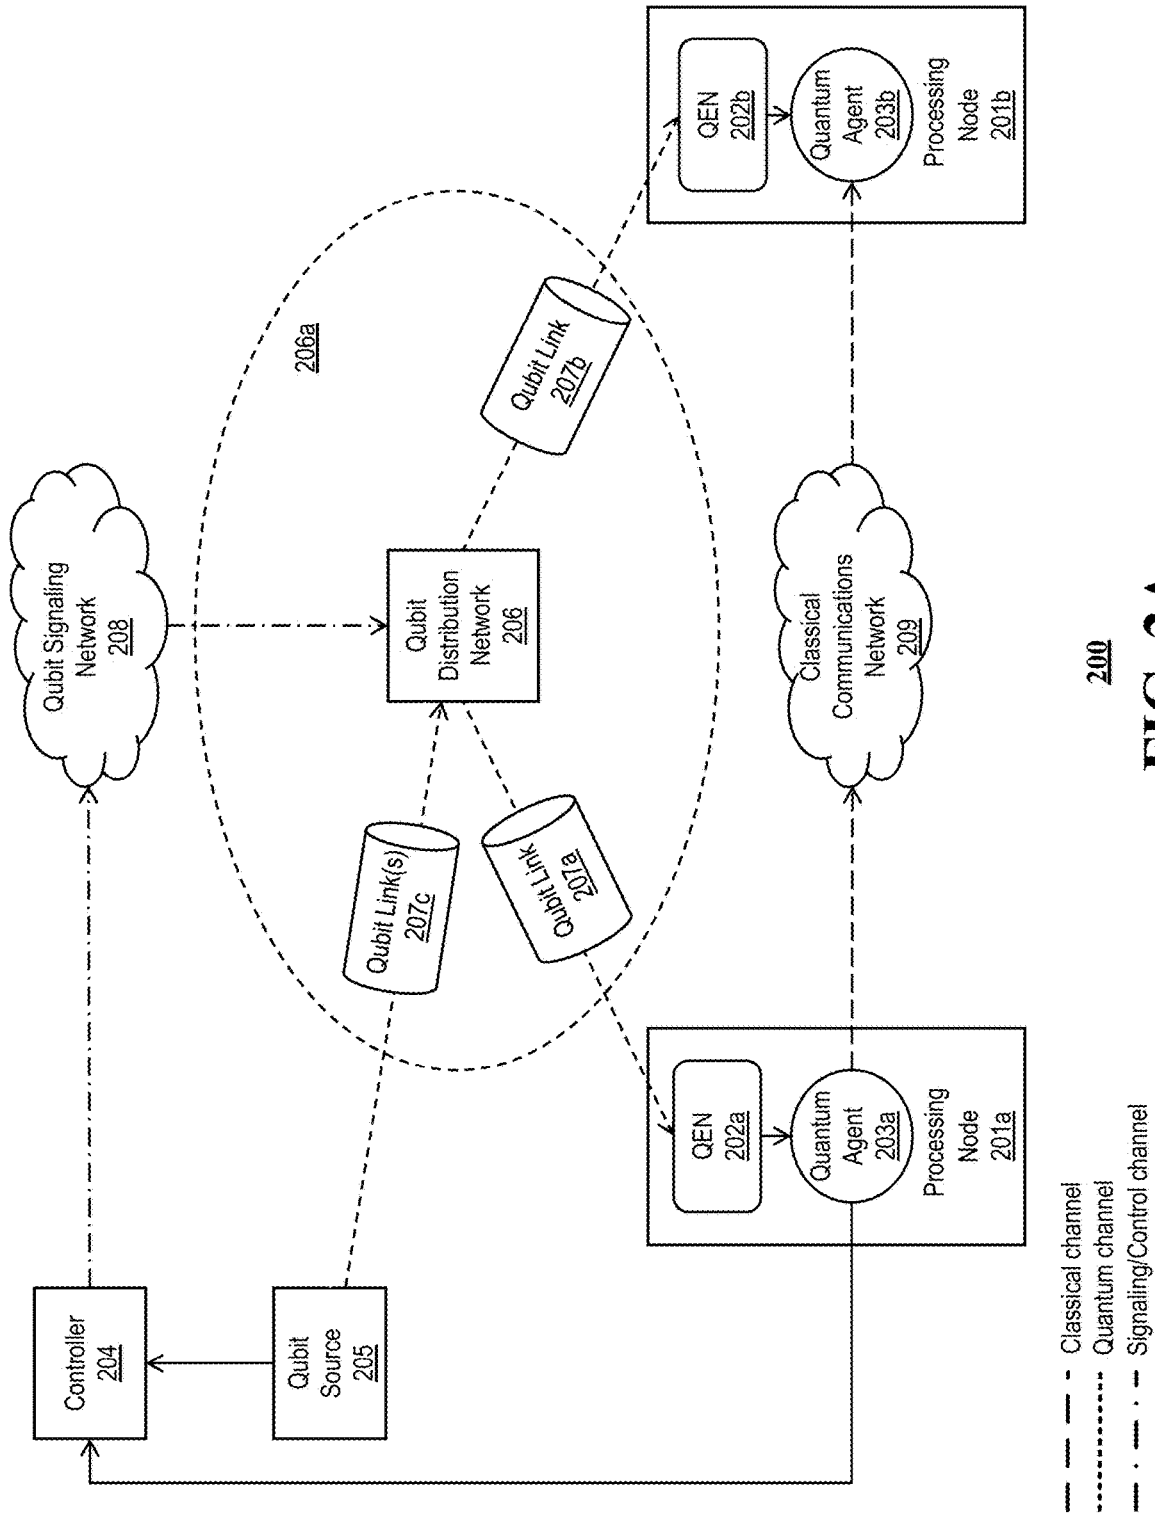 Controller
204
Qubit Signaling
Network
208
Qubit
Source
205
Qubit Link(s)
207c
206a
Qubit
Distribution
Network
206
Qubit Link
207a
Qubit Link
207b
QEN
202a
Quantum
Agent
203a
Processing
Node
201a
Classical
Communications
Network
209
QEN
202b
Quantum
Agent
203b
Processing
Node
201b
Classical channel
Quantum channel
Signaling/Control channel
200